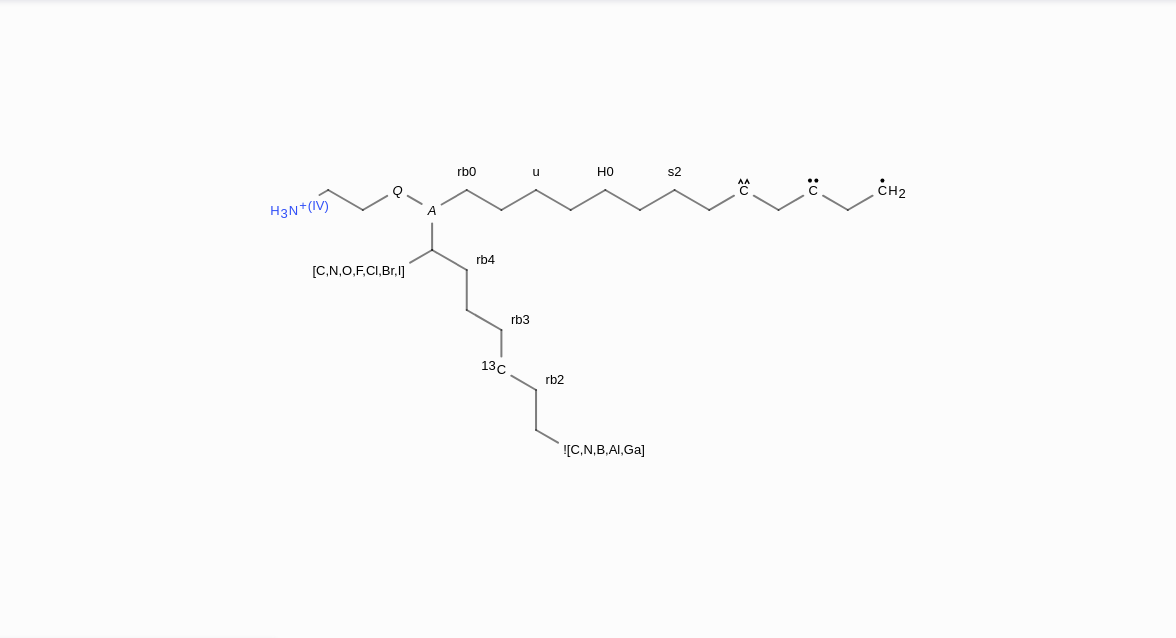 rb0 u H0 s2
H3N+(IV) Q A C C CH2
rb4
[C,N,O,F,Cl,Br,I]
rb3
13C
rb2
![C,N,B,Al,Ga]